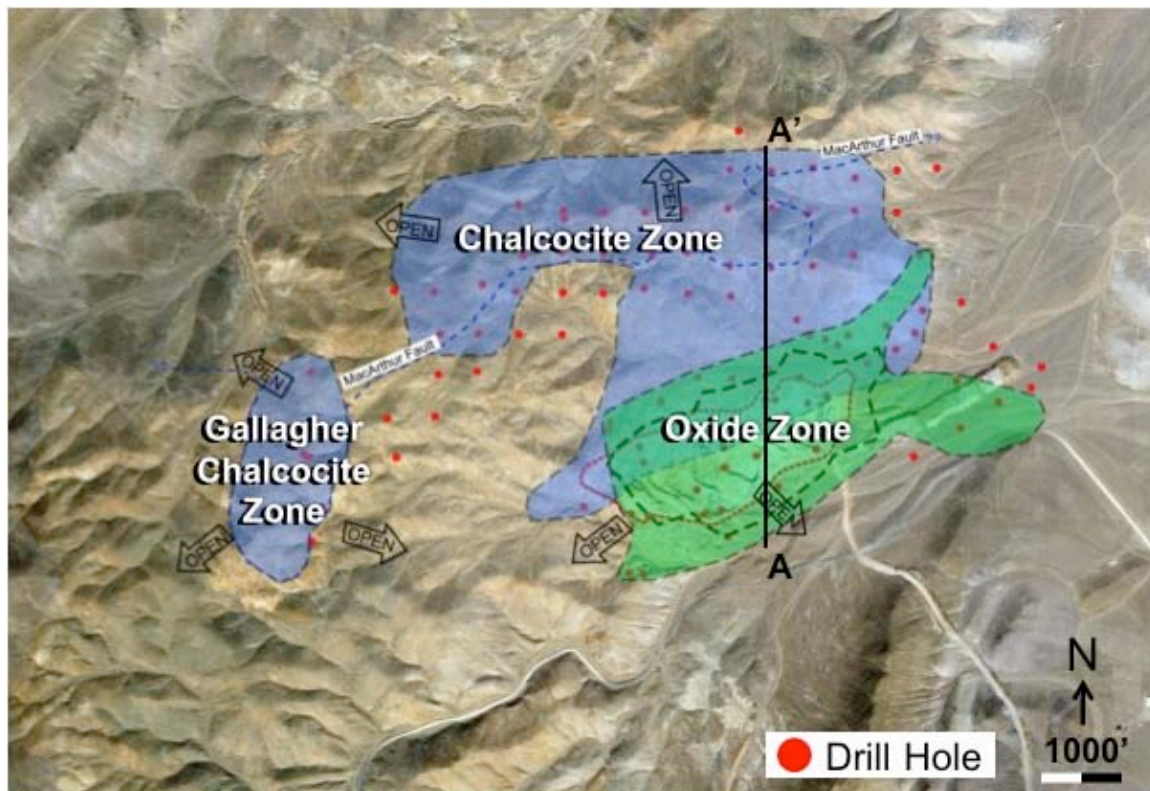 A'
MacArthur Fault
OPEN
OPEN
Chalcocite Zone
MacArthur Fault
OPEN
Gallagher
Chalcocite
Zone
Oxide Zone
OPEN
OPEN
OPEN
OPEN
A
N
1000'
Drill Hole